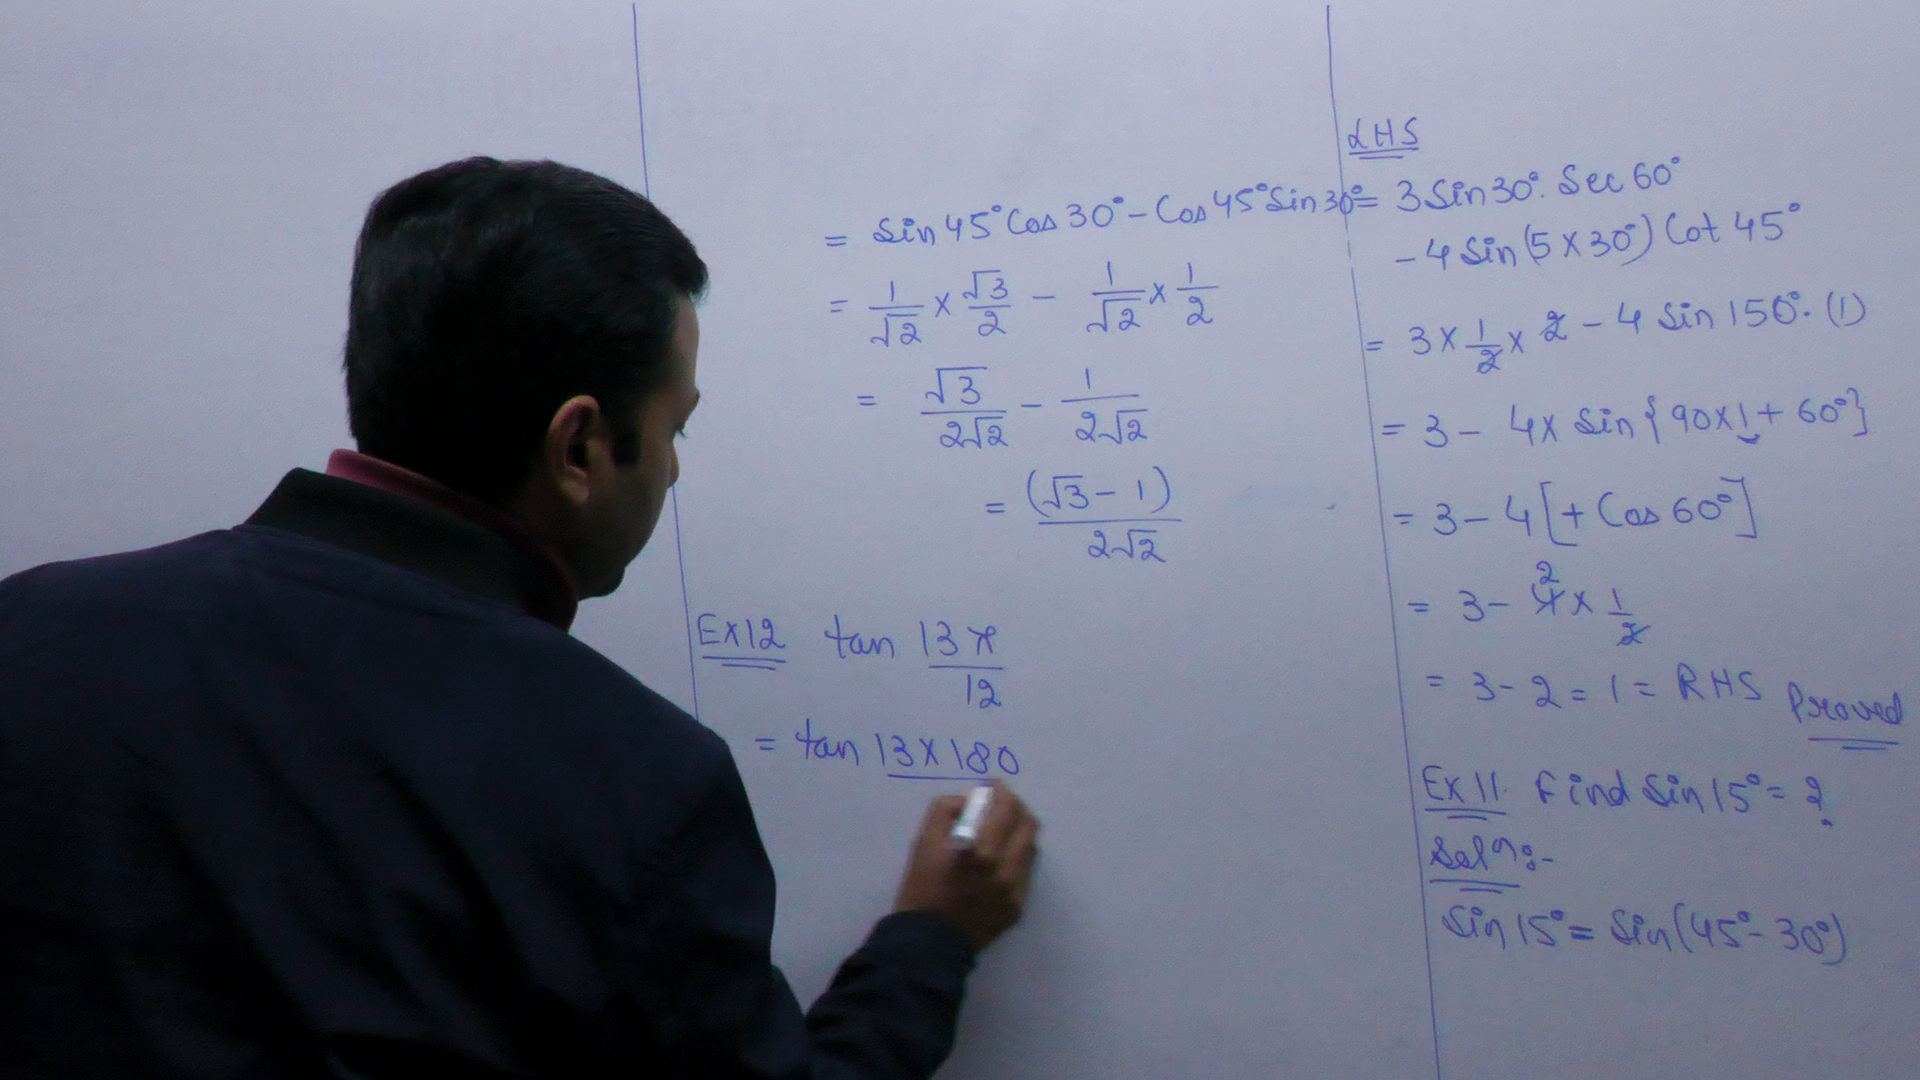 LHS
= 3 Sin 30°. Sec 60°
- 4 Sin (5 X 30°) Cot 45°
= 3 X 1/2 X 2 - 4 Sin 150°. (1)
= 3 - 4 X Sin { 90 X 1 + 60° }
= 3 - 4 [ + Cos 60° ]
= 3 - 4 2 X 1/2
= 3 - 2 = 1 = RHS Proved
Ex 11. Find Sin 15° = ?
Solⁿ:-
Sin 15° = Sin (45° - 30°)
= Sin 45° Cos 30° - Cos 45° Sin 30°
= 1/√2 X √3/2 - 1/√2 X 1/2
= √3/2√2 - 1/2√2
= (√3 - 1)/2√2
Ex 12 tan 13π/12
= tan 13 X 180